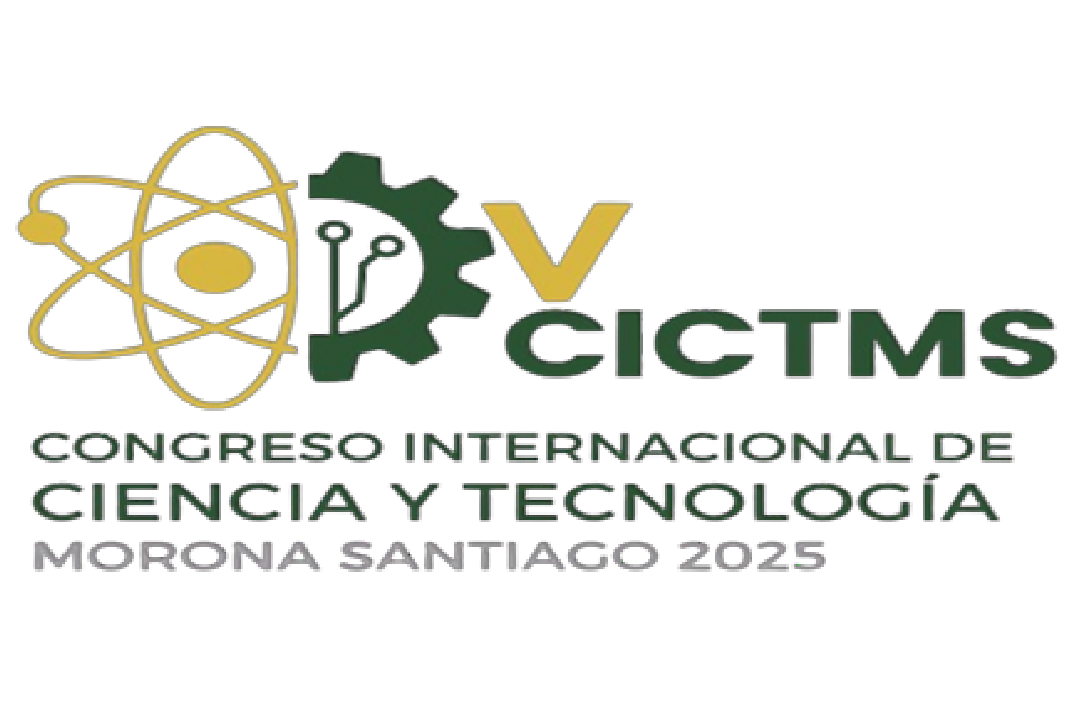 V
CICTMS
CONGRESO INTERNACIONAL DE
CIENCIA Y TECNOLOGÍA
MORONA SANTIAGO 2025